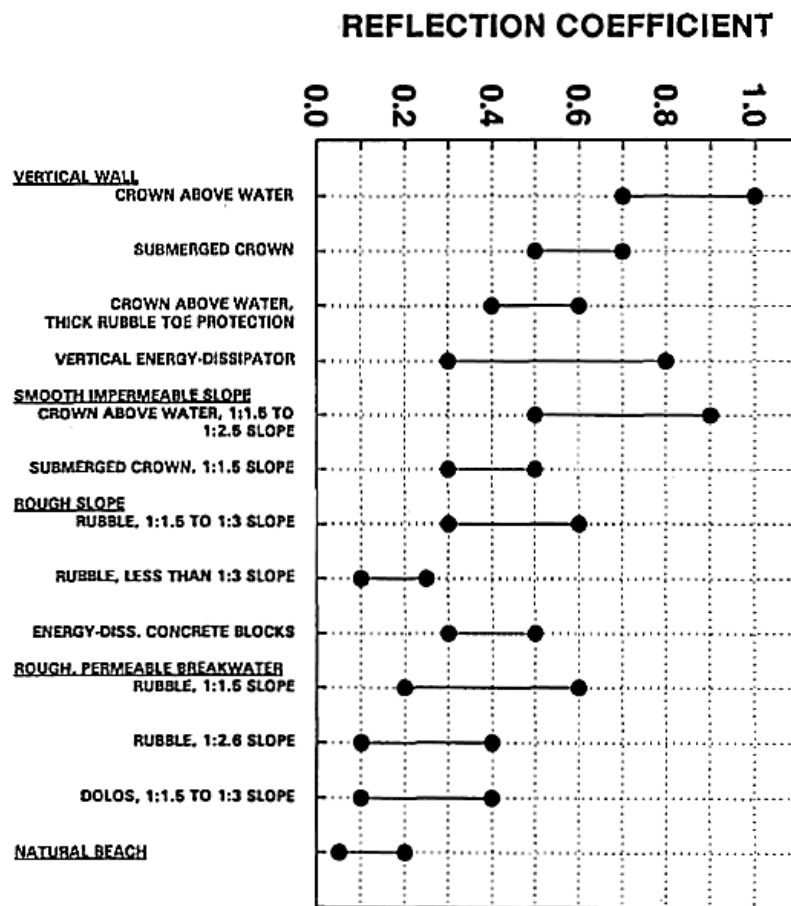 REFLECTION COEFFICIENT
0.0 0.2 0.4 0.6 0.8 1.0
VERTICAL WALL
CROWN ABOVE WATER
SUBMERGED CROWN
CROWN ABOVE WATER,
THICK RUBBLE TOE PROTECTION
VERTICAL ENERGY-DISSIPATOR
SMOOTH IMPERMEABLE SLOPE
CROWN ABOVE WATER, 1:1.5 TO
1:2.5 SLOPE
SUBMERGED CROWN, 1:1.5 SLOPE
ROUGH SLOPE
RUBBLE, 1:1.5 TO 1:3 SLOPE
RUBBLE, LESS THAN 1:3 SLOPE
ENERGY-DISS. CONCRETE BLOCKS
ROUGH, PERMEABLE BREAKWATER
RUBBLE, 1:1.5 SLOPE
RUBBLE, 1:2.6 SLOPE
DOLOS, 1:1.5 TO 1:3 SLOPE
NATURAL BEACH